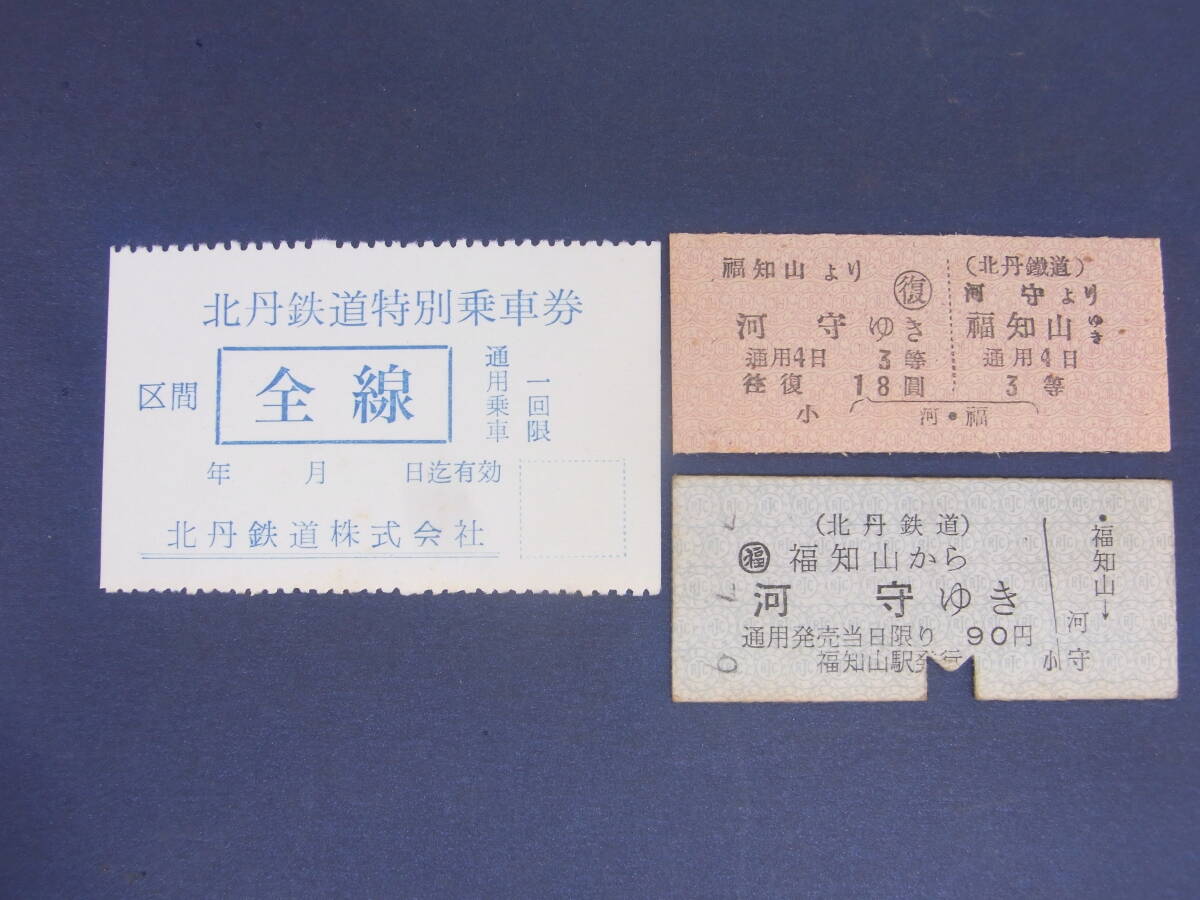 北丹鉄道特別乗車券
区間
全線
通用乗車
一回限
年 月 日迄有効
北丹鉄道株式会社
福知山より
復
河守ゆき
通用4日 3等
往復 18圓
小
(北丹鐵道)
河守より
福知山ゆき
通用4日
3等
河・福
(北丹鉄道)
福 福知山から
河守ゆき
通用発売当日限り 90円
福知山駅発行
・福知山→
河守
小